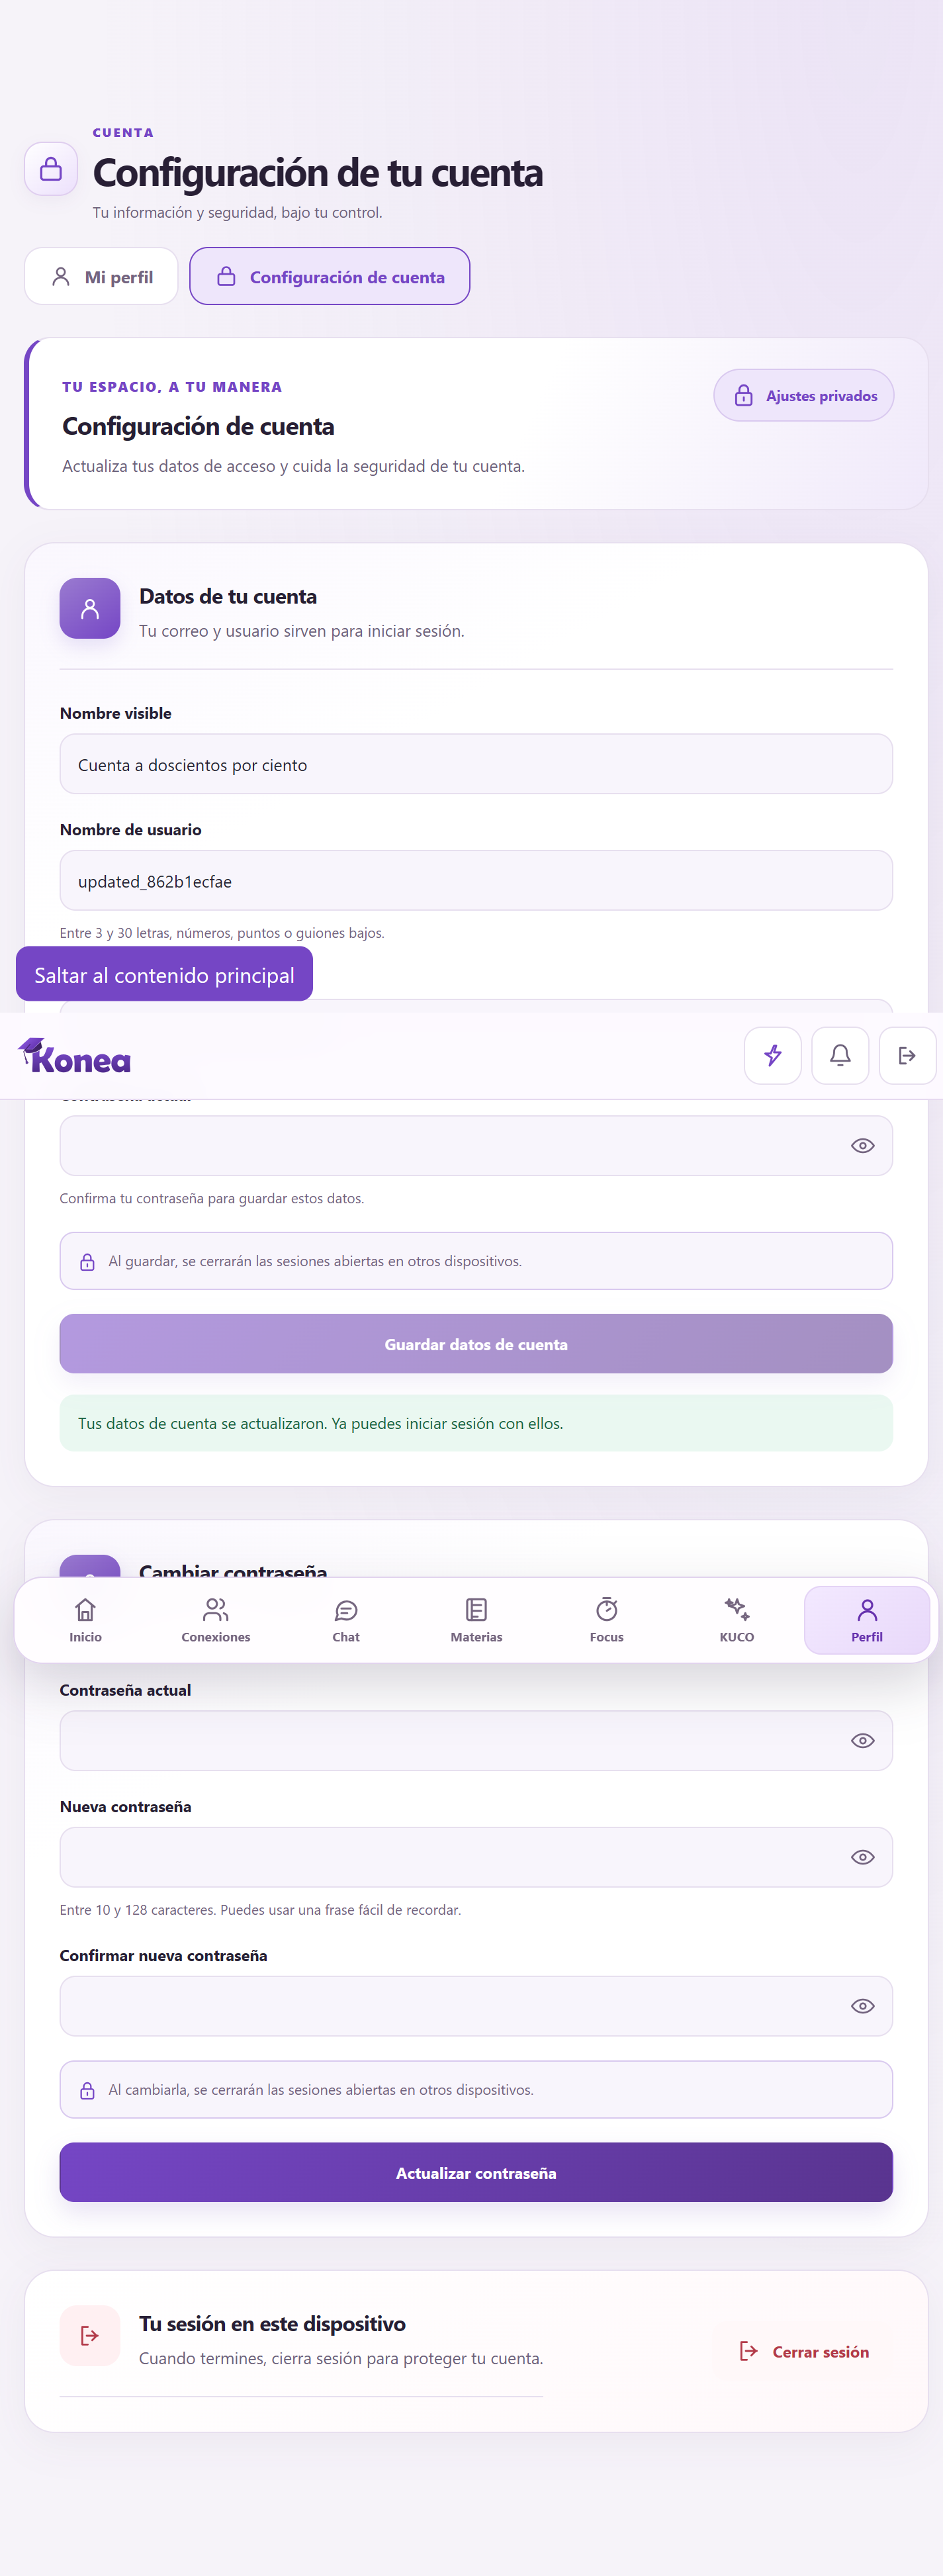 CUENTA
Configuración de tu cuenta
Tu información y seguridad, bajo tu control.
Mi perfil
Configuración de cuenta
TU ESPACIO, A TU MANERA
Configuración de cuenta
Actualiza tus datos de acceso y cuida la seguridad de tu cuenta.
Ajustes privados
Datos de tu cuenta
Tu correo y usuario sirven para iniciar sesión.
Nombre visible
Cuenta a doscientos por ciento
Nombre de usuario
updated_862b1ecfae
Entre 3 y 30 letras, números, puntos o guiones bajos.
Saltar al contenido principal
Konea
Confirma tu contraseña para guardar estos datos.
Al guardar, se cerrarán las sesiones abiertas en otros dispositivos.
Guardar datos de cuenta
Tus datos de cuenta se actualizaron. Ya puedes iniciar sesión con ellos.
Cambiar contraseña
Inicio
Conexiones
Chat
Materias
Focus
KUCO
Perfil
Contraseña actual
Nueva contraseña
Entre 10 y 128 caracteres. Puedes usar una frase fácil de recordar.
Confirmar nueva contraseña
Al cambiarla, se cerrarán las sesiones abiertas en otros dispositivos.
Actualizar contraseña
Tu sesión en este dispositivo
Cuando termines, cierra sesión para proteger tu cuenta.
Cerrar sesión